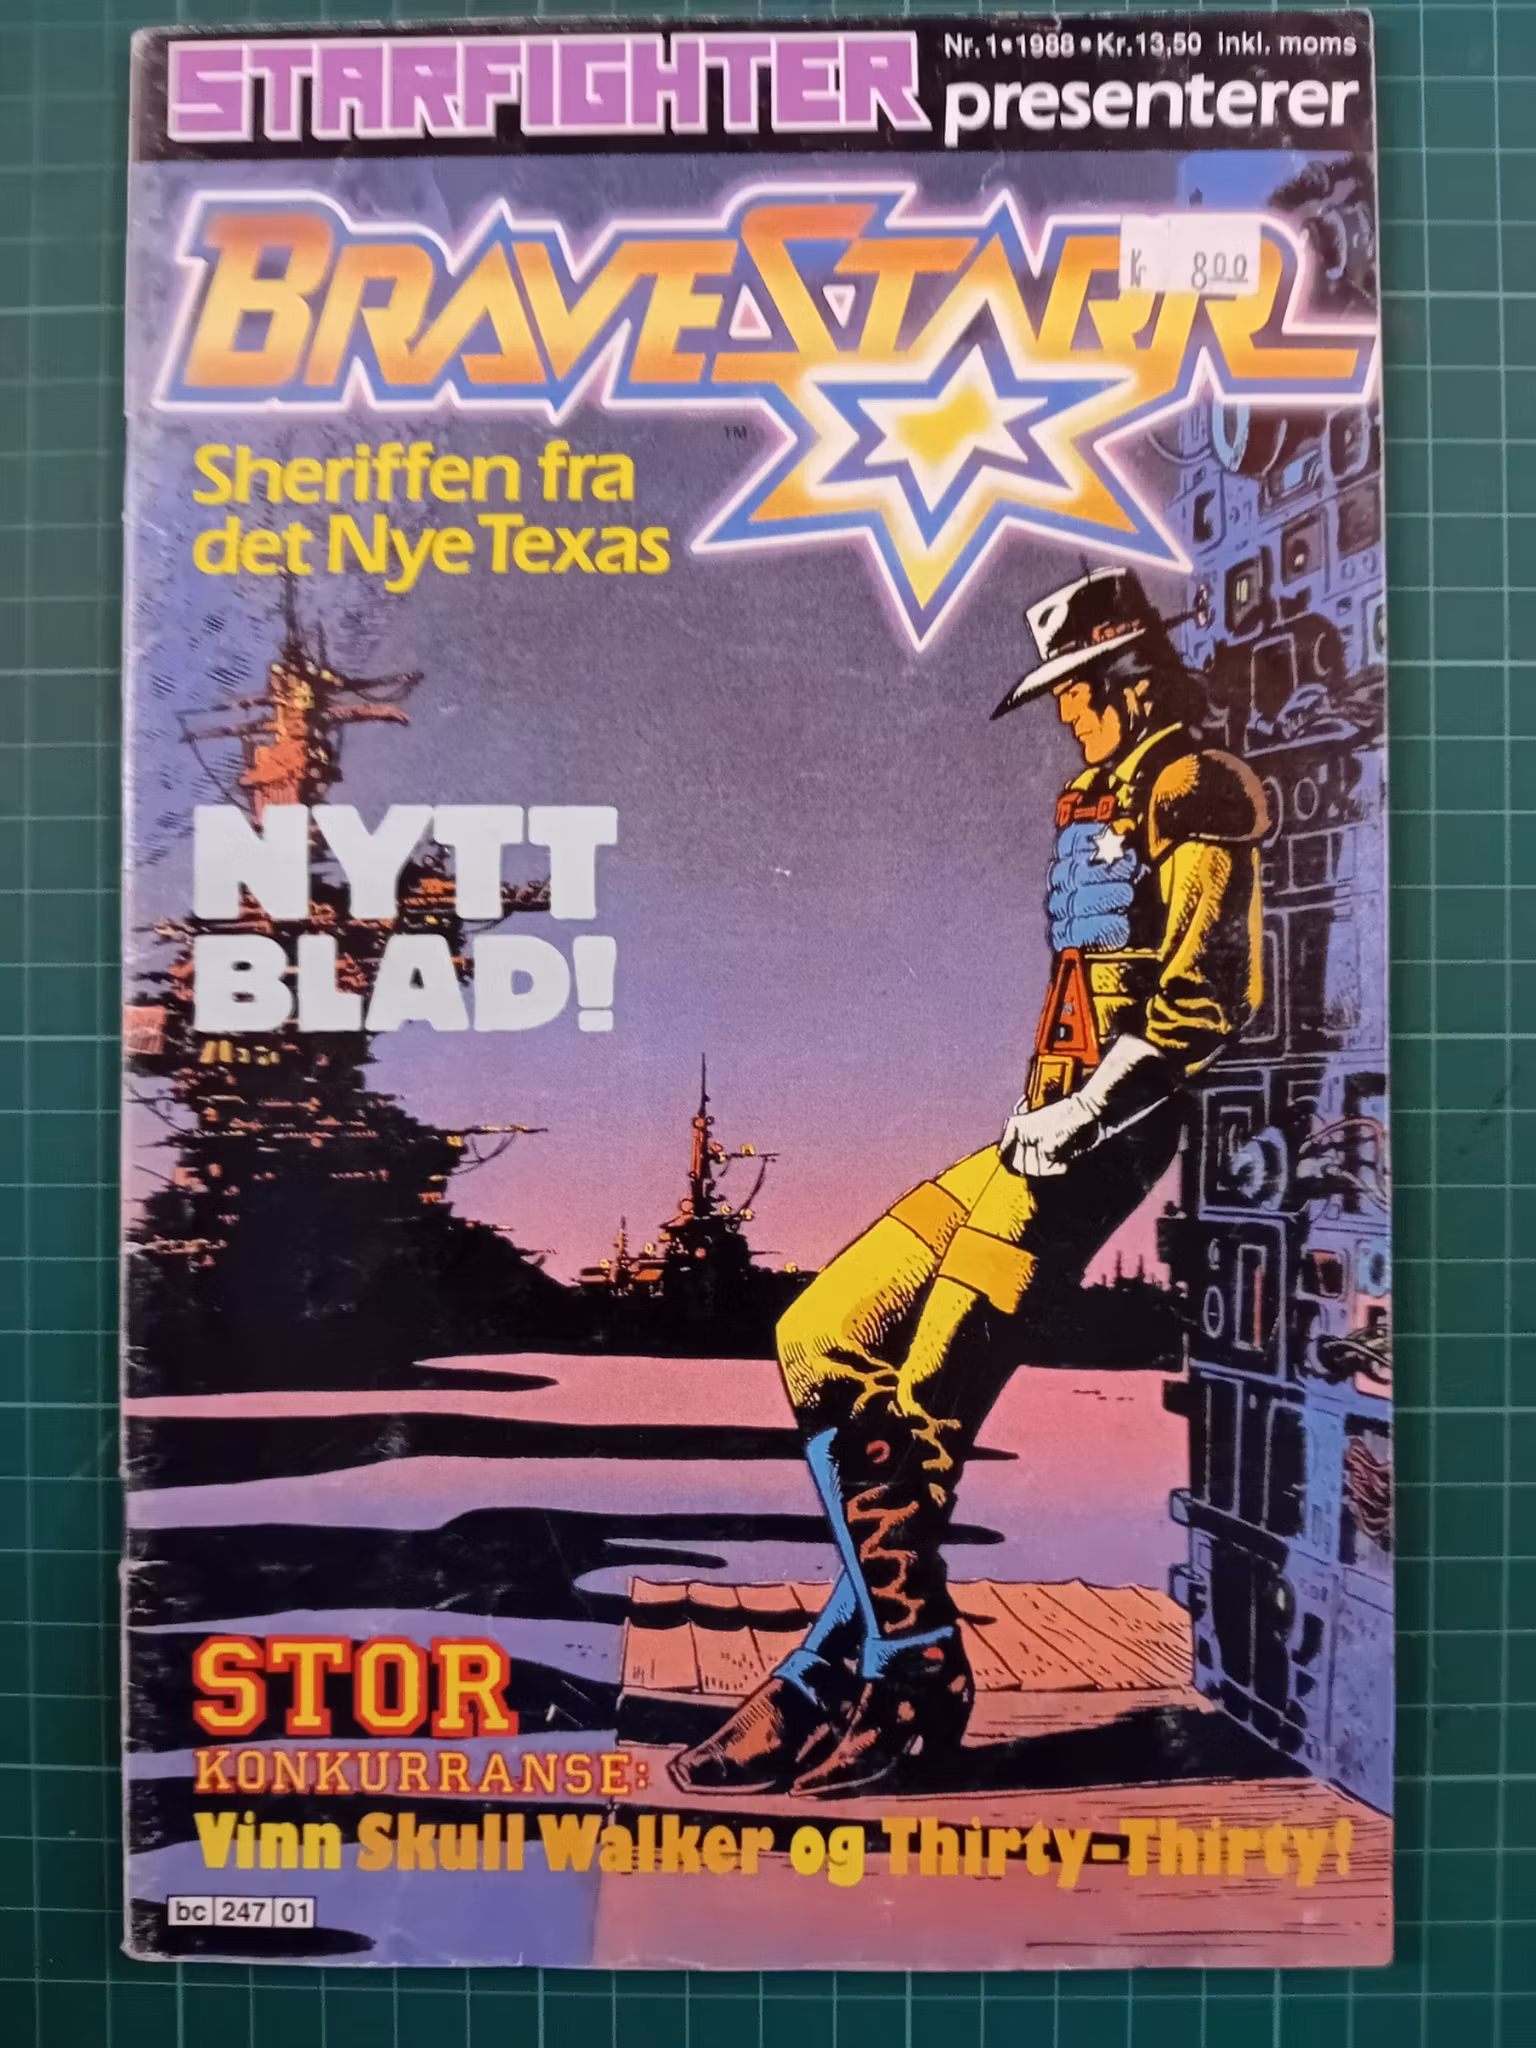 STARFIGHTER
Nr. 1 • 1988 • Kr. 13,50 inkl. moms
presenterer
BRAVESTARR
Kr 8.00
TM
Sheriffen fra
det Nye Texas
NYTT
BLAD!
STOR
KONKURRANSE:
Vinn Skull Walker og Thirty-Thirty!
bc 247 01